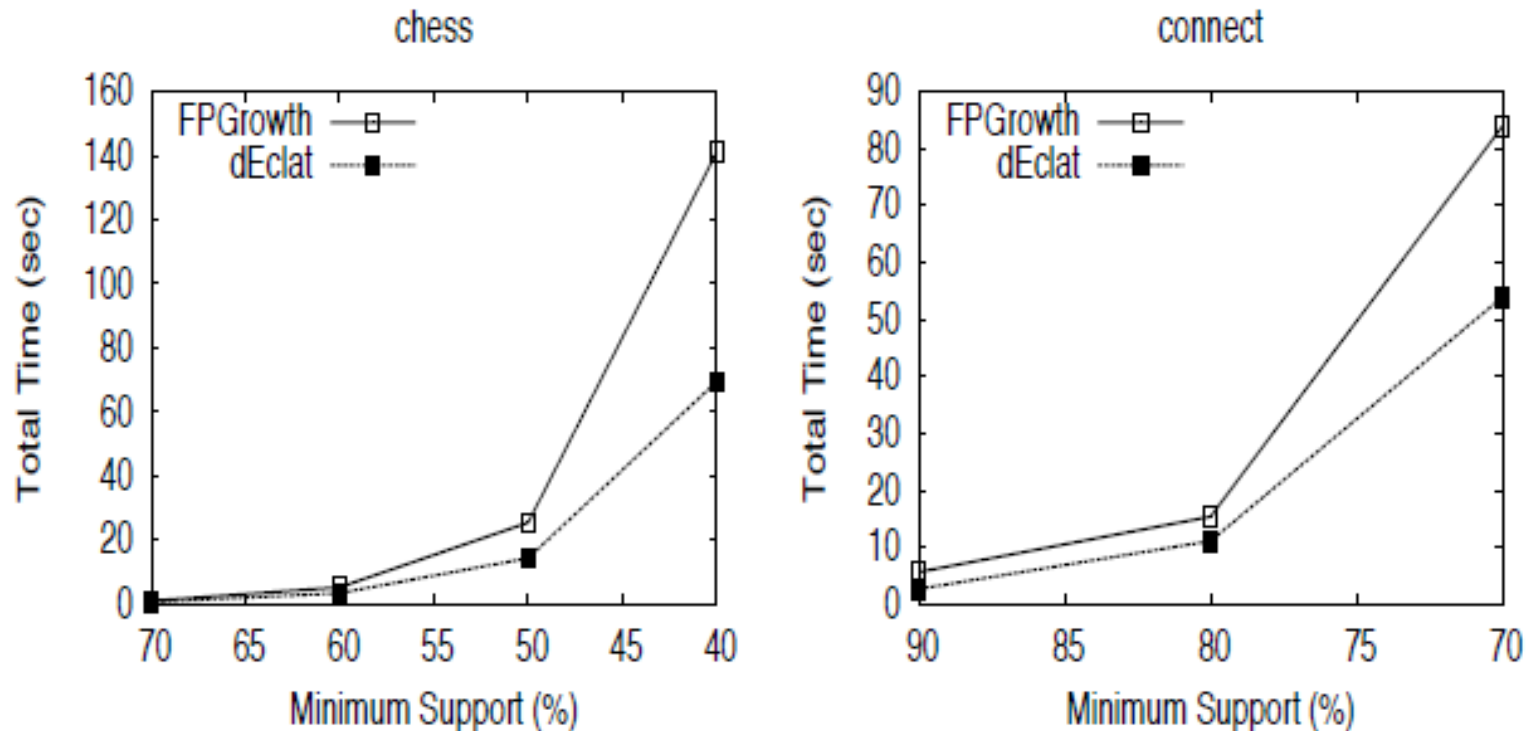 chess
160
140
120
100
80
60
40
20
0
FPGrowth
dEclat
Total Time (sec)
70 65 60 55 50 45 40
Minimum Support (%)
connect
90
80
70
60
50
40
30
20
10
0
FPGrowth
dEclat
Total Time (sec)
90 85 80 75 70
Minimum Support (%)